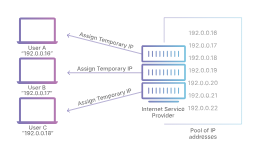 Assign Temporary IP
User A
"192.0.0.16"
Assign Temporary IP
User B
"192.0.0.17"
Assign Temporary IP
User C
"192.0.0.18"
Internet Service
Provider
192.0.0.16
192.0.0.17
192.0.0.18
192.0.0.19
192.0.0.20
192.0.0.21
192.0.0.22
Pool of IP
addresses